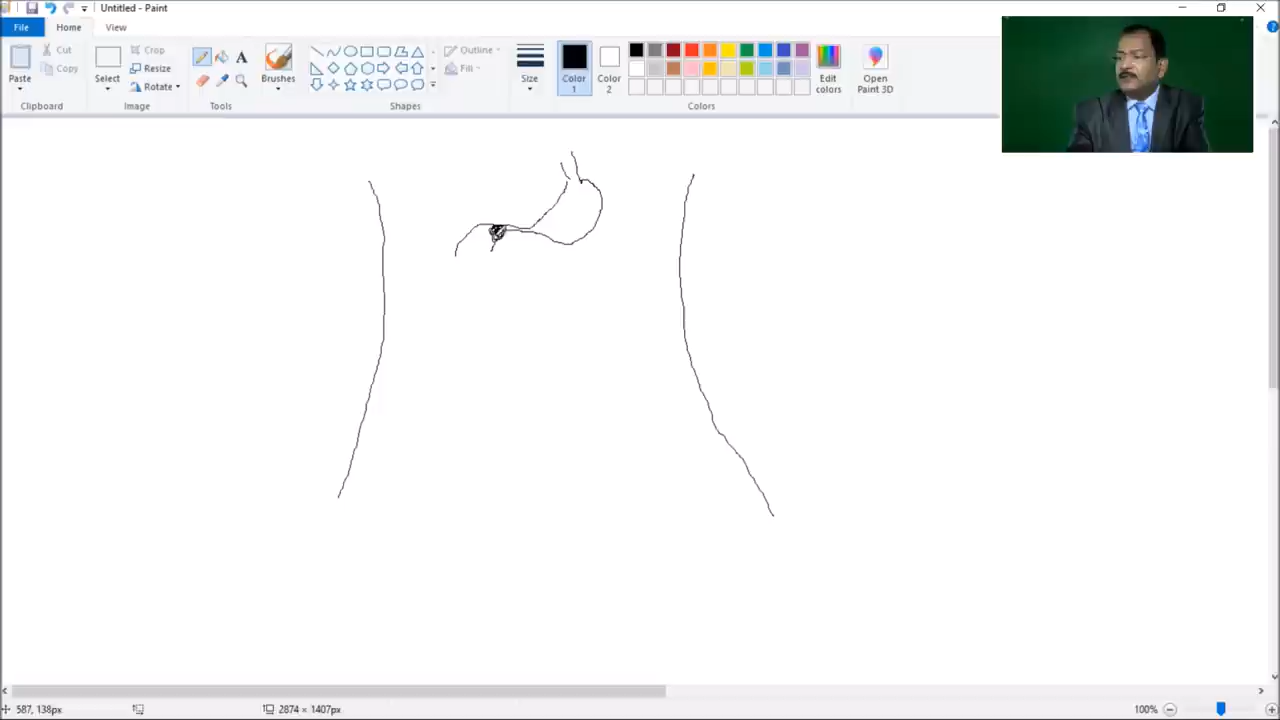 Untitled - Paint
File
Home
View
Paste
Cut
Copy
Clipboard
Select
Crop
Resize
Rotate
Image
A
Tools
Brushes
Shapes
Outline
Fill
Size
Color 1
Color 2
Colors
Edit colors
Open Paint 3D
587, 138px
2874 × 1407px
100%